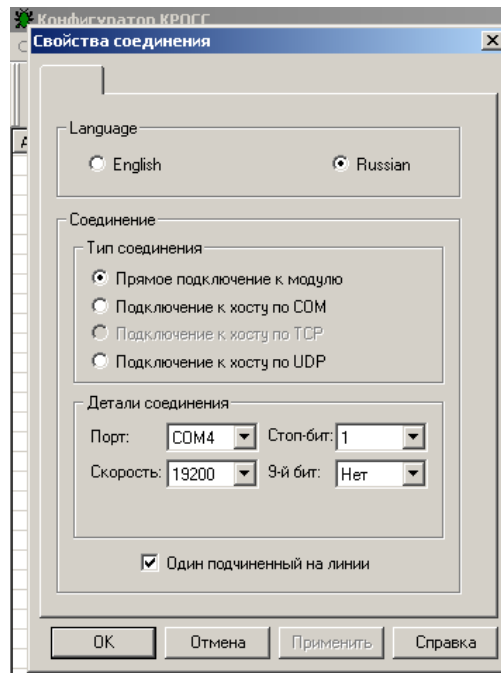 Конфигуратор КРОСС
Свойства соединения
Language
English Russian
Соединение
Тип соединения
Прямое подключение к модулю
Подключение к хосту по COM
Подключение к хосту по TCP
Подключение к хосту по UDP
Детали соединения
Порт: COM4 Стоп-бит: 1
Скорость: 19200 9-й бит: Нет
Один подчиненный на линии
OK Отмена Применить Справка